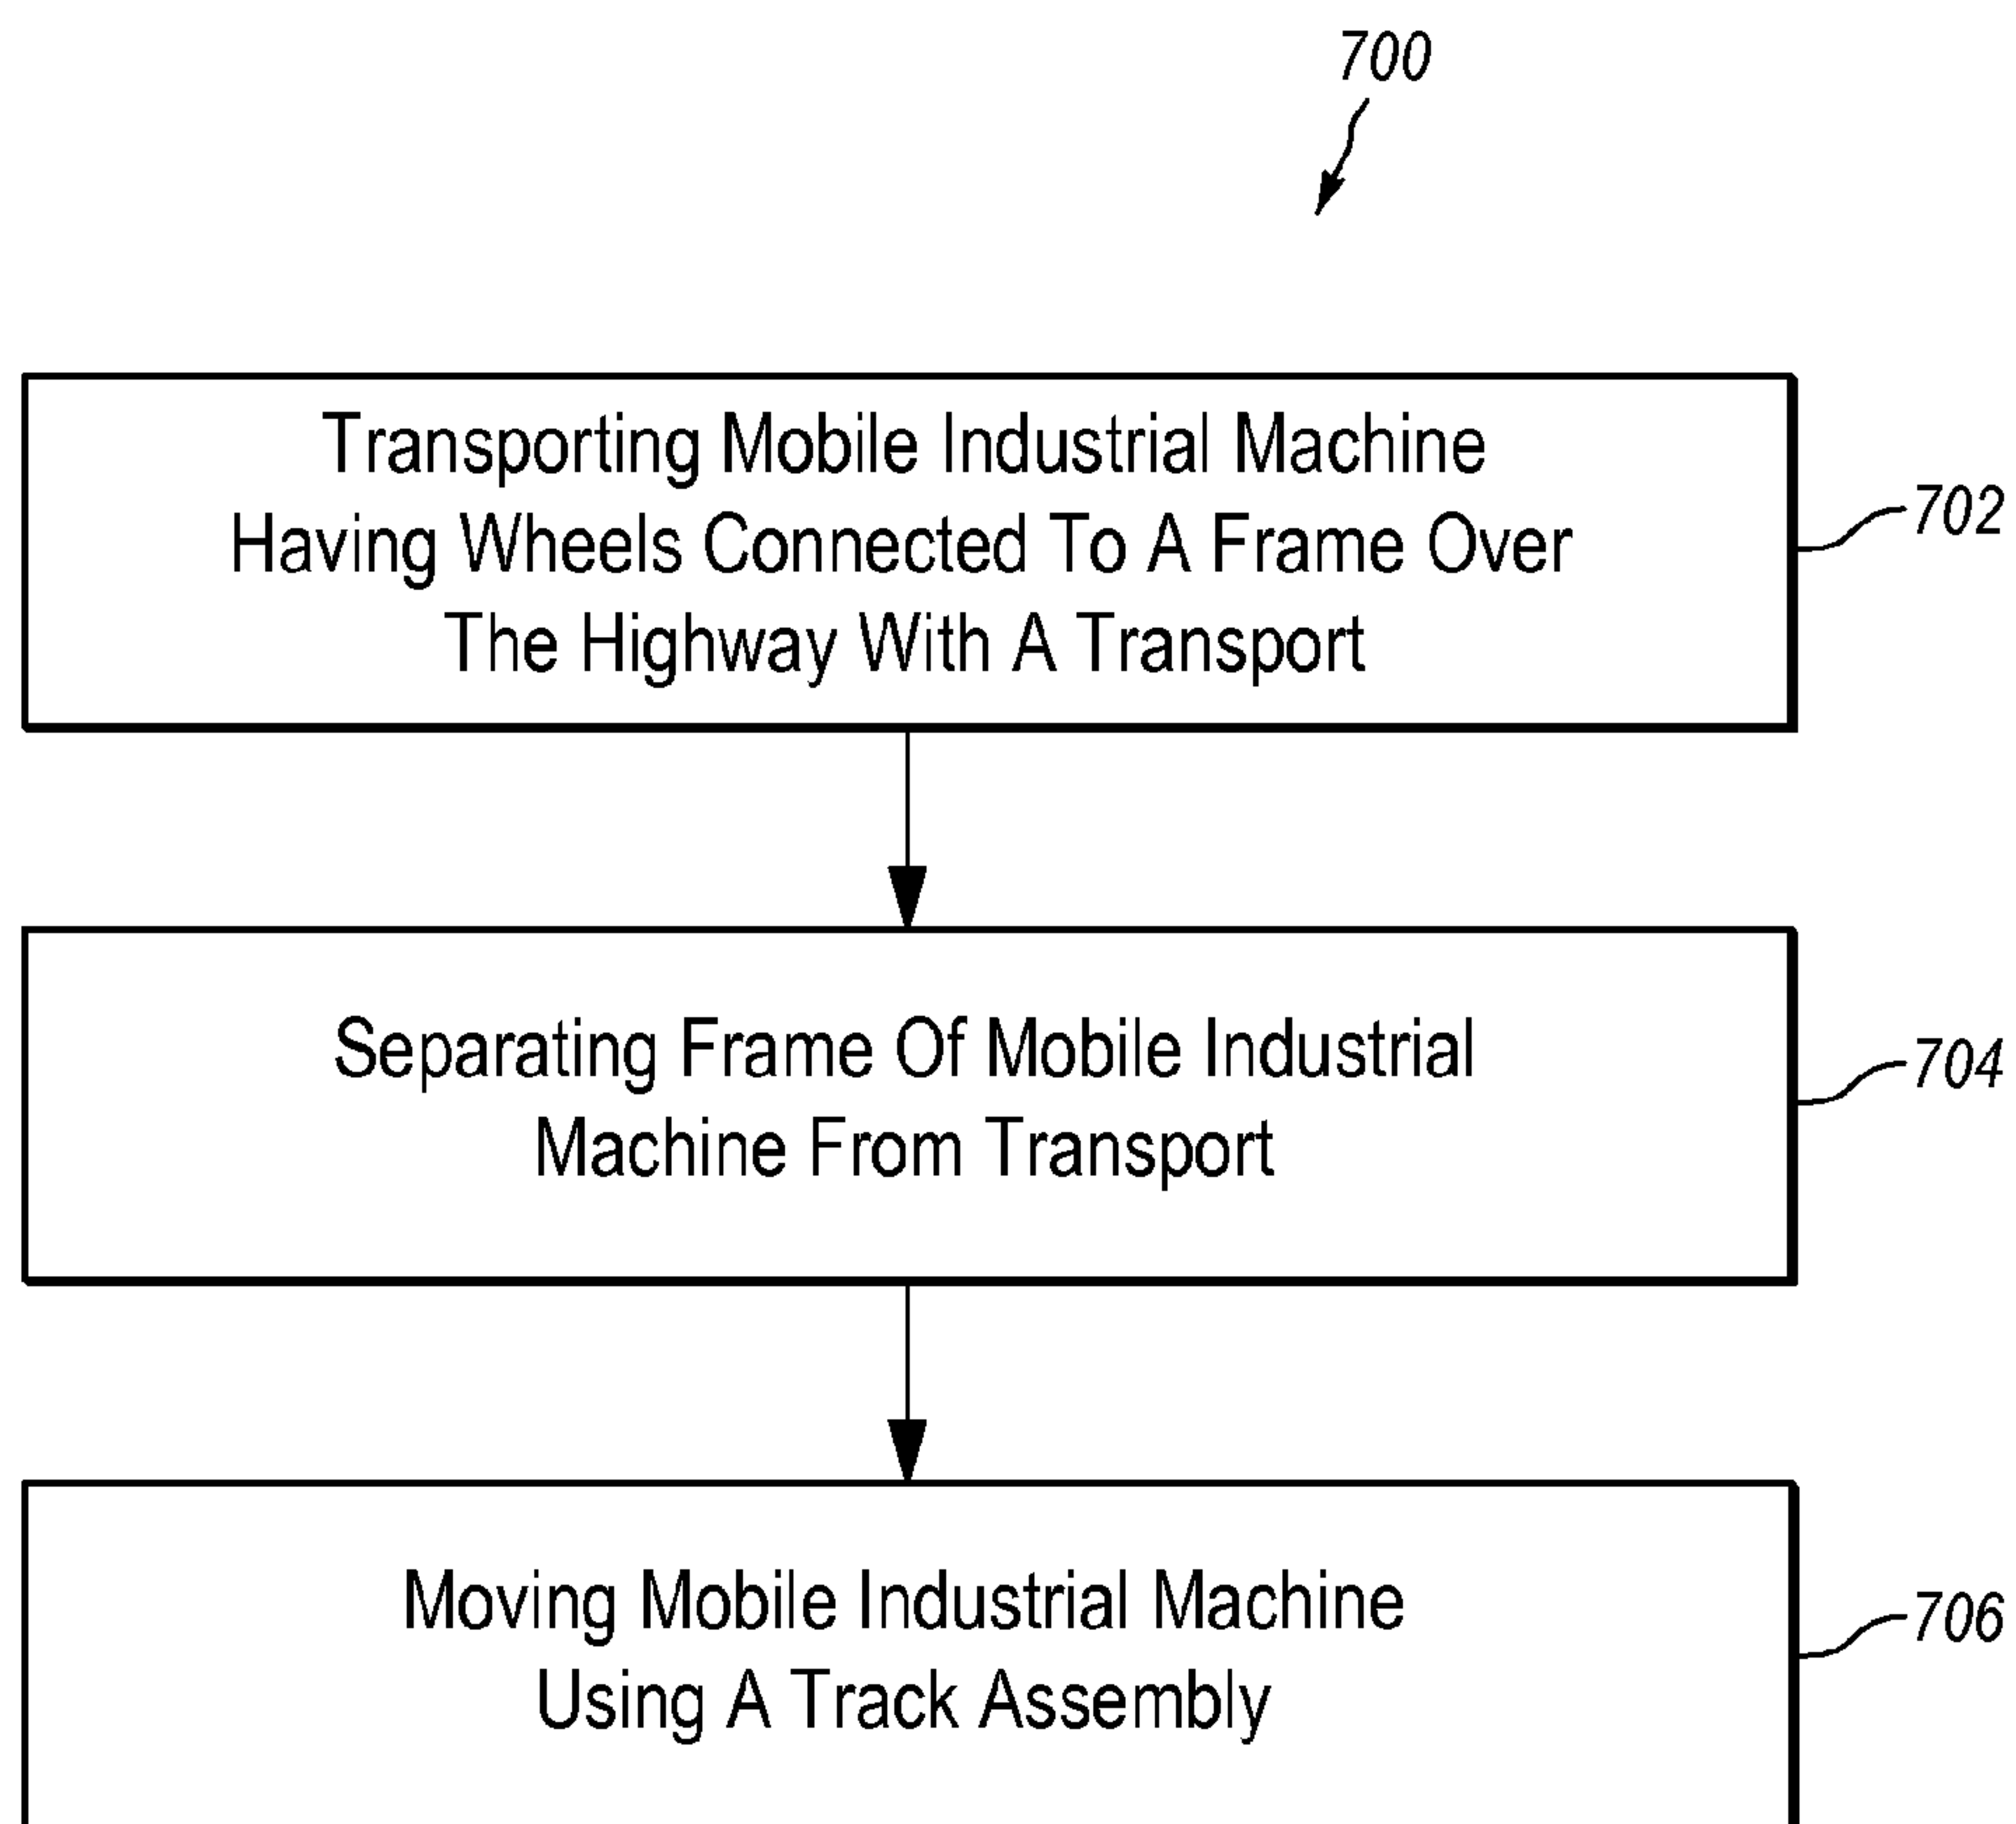 700
Transporting Mobile Industrial Machine
Having Wheels Connected To A Frame Over
The Highway With A Transport
702
Separating Frame Of Mobile Industrial
Machine From Transport
704
Moving Mobile Industrial Machine
Using A Track Assembly
706